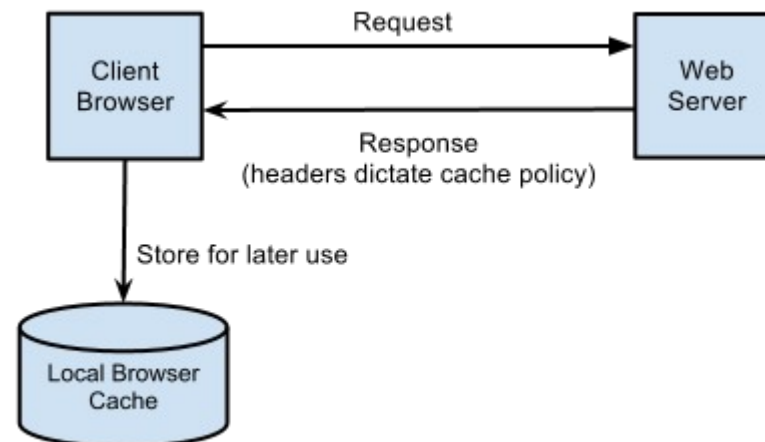 Request
Client
Browser
Web
Server
Response
(headers dictate cache policy)
Store for later use
Local Browser
Cache